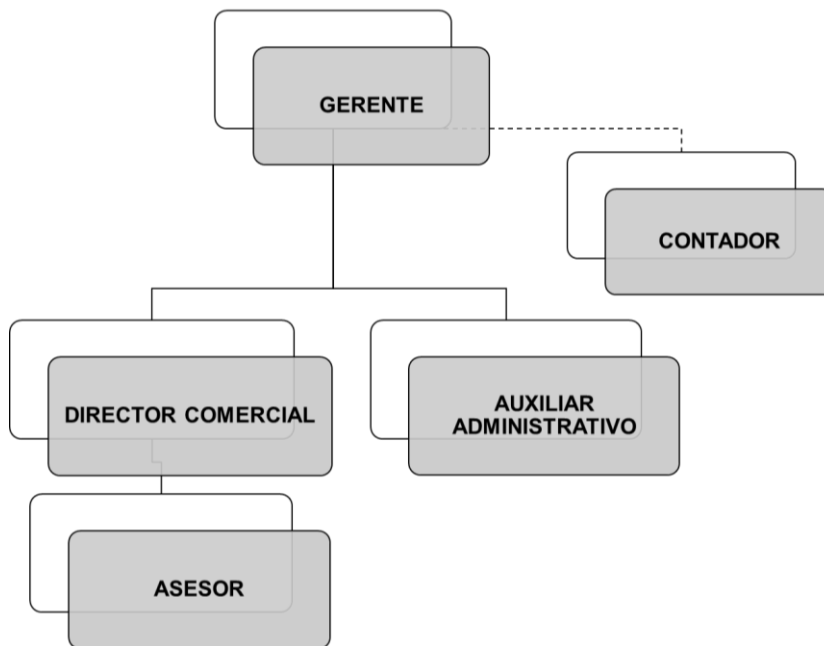 GERENTE
CONTADOR
DIRECTOR COMERCIAL
AUXILIAR
ADMINISTRATIVO
ASESOR